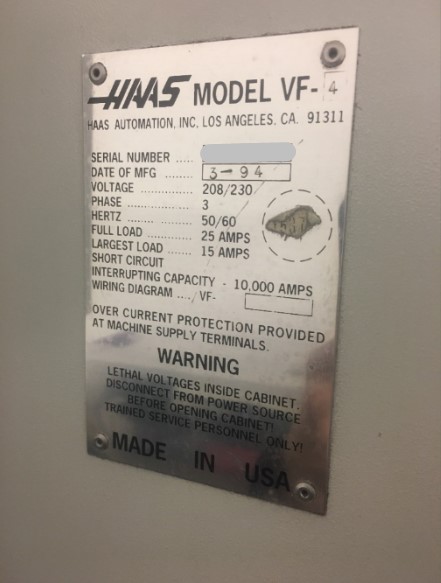 HAAS MODEL VF-4
HAAS AUTOMATION, INC. LOS ANGELES. CA. 91311
SERIAL NUMBER .....
DATE OF MFG ........ 3-94
VOLTAGE .............. 208/230
PHASE .................. 3
HERTZ .................. 50/60
FULL LOAD ............ 25 AMPS
LARGEST LOAD ..... 15 AMPS
SHORT CIRCUIT
INTERRUPTING CAPACITY - 10,000 AMPS
WIRING DIAGRAM ..../ VF-
OVER CURRENT PROTECTION PROVIDED
AT MACHINE SUPPLY TERMINALS.
WARNING
LETHAL VOLTAGES INSIDE CABINET.
DISCONNECT FROM POWER SOURCE
BEFORE OPENING CABINET!
TRAINED SERVICE PERSONNEL ONLY!
MADE IN USA